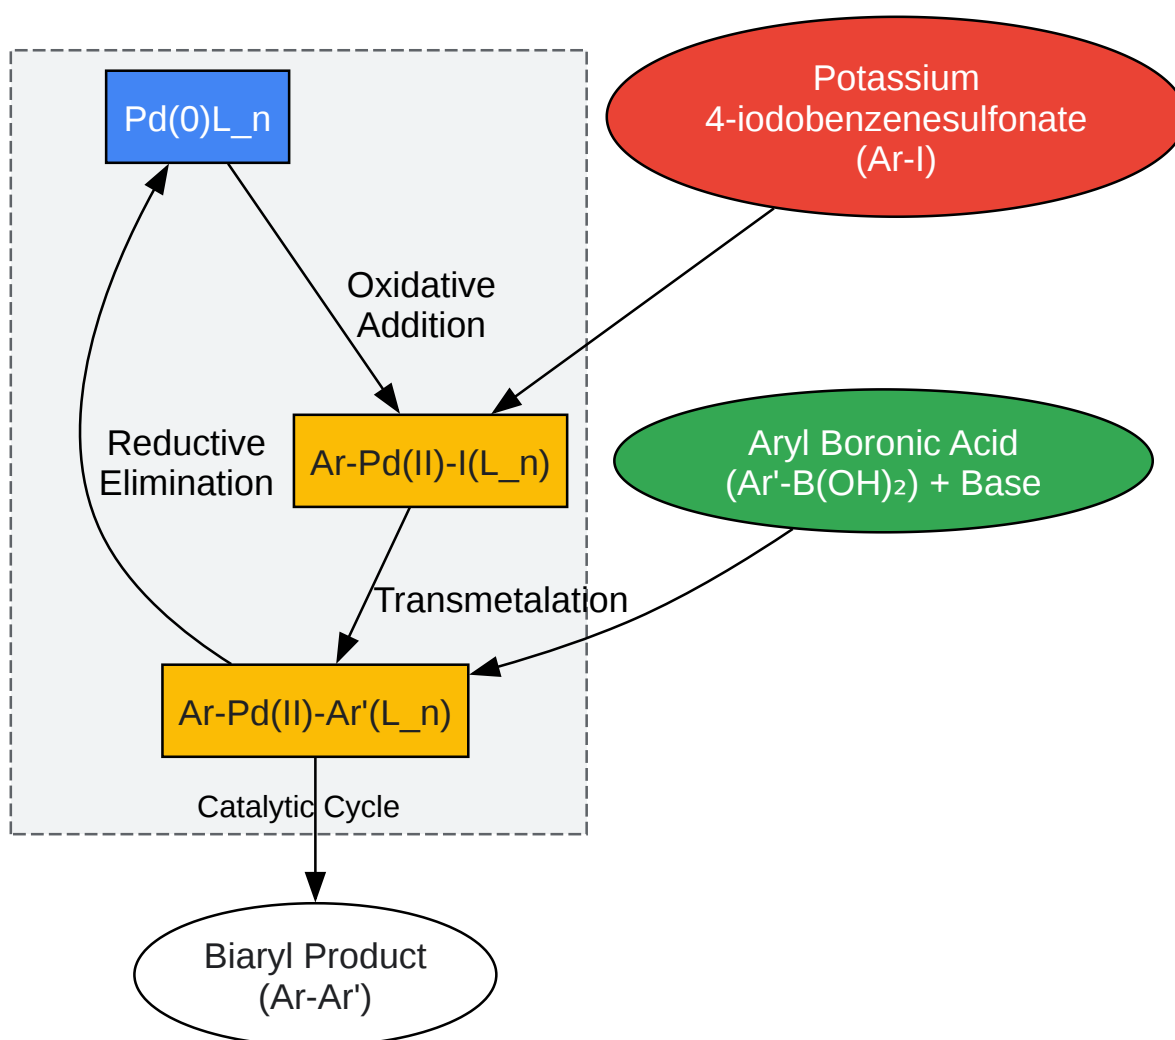 Pd(0)L_n
Potassium
4-iodobenzenesulfonate
(Ar-I)
Oxidative
Addition
Reductive
Elimination
Ar-Pd(II)-I(L_n)
Aryl Boronic Acid
(Ar'-B(OH)₂) + Base
Transmetalation
Ar-Pd(II)-Ar'(L_n)
Catalytic Cycle
Biaryl Product
(Ar-Ar')